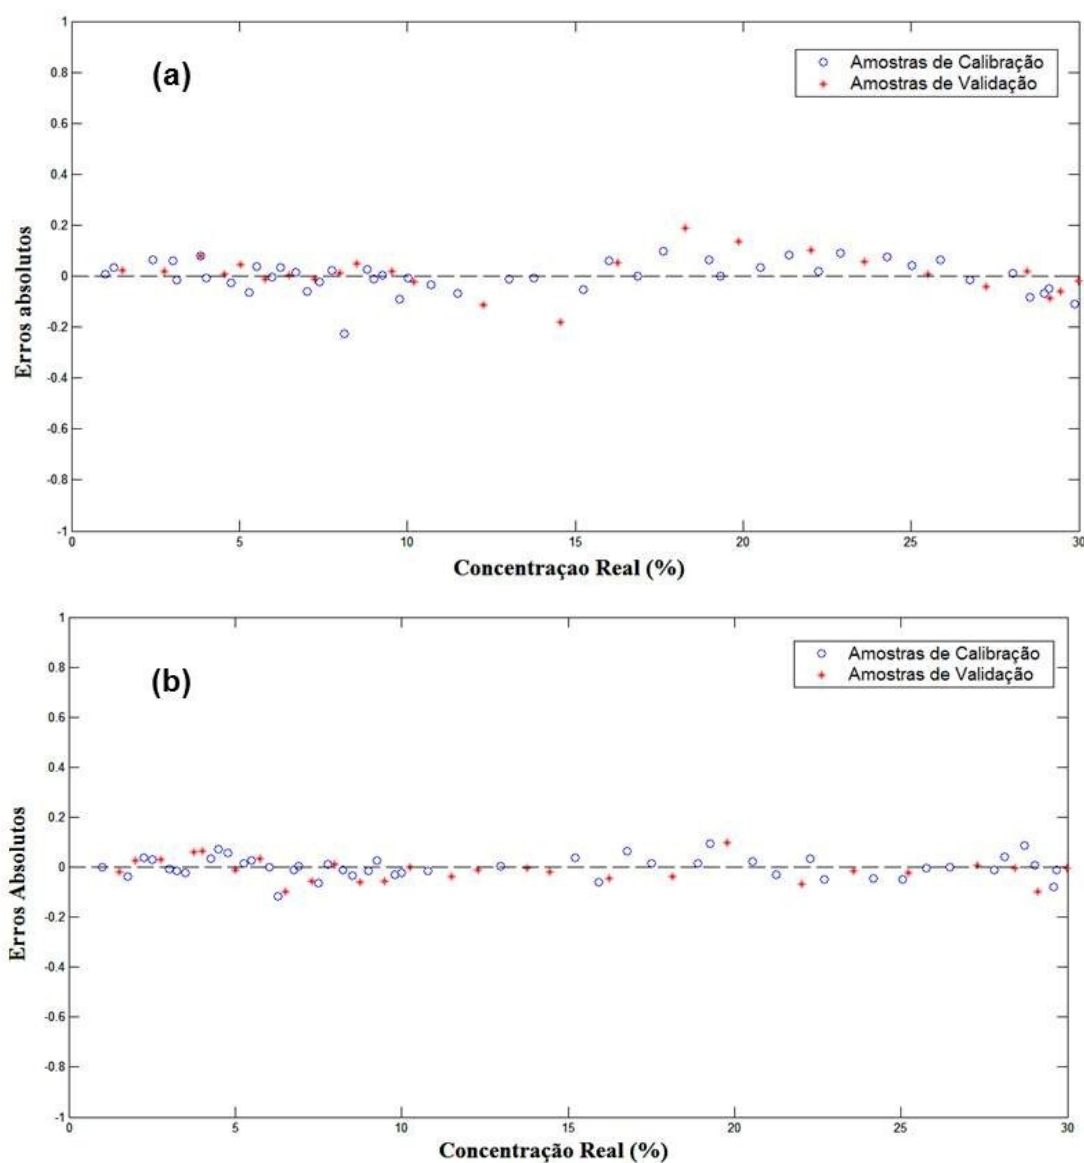 1
0.8
0.6
0.4
0.2
0
-0.2
-0.4
-0.6
-0.8
-1
Erros absolutos
(a)
Amostras de Calibração
Amostras de Validação
0 5 10 15 20 25 30
Concentraçao Real (%)
1
0.8
0.6
0.4
0.2
0
-0.2
-0.4
-0.6
-0.8
-1
Erros Absolutos
(b)
Amostras de Calibração
Amostras de Validação
0 5 10 15 20 25 30
Concentração Real (%)